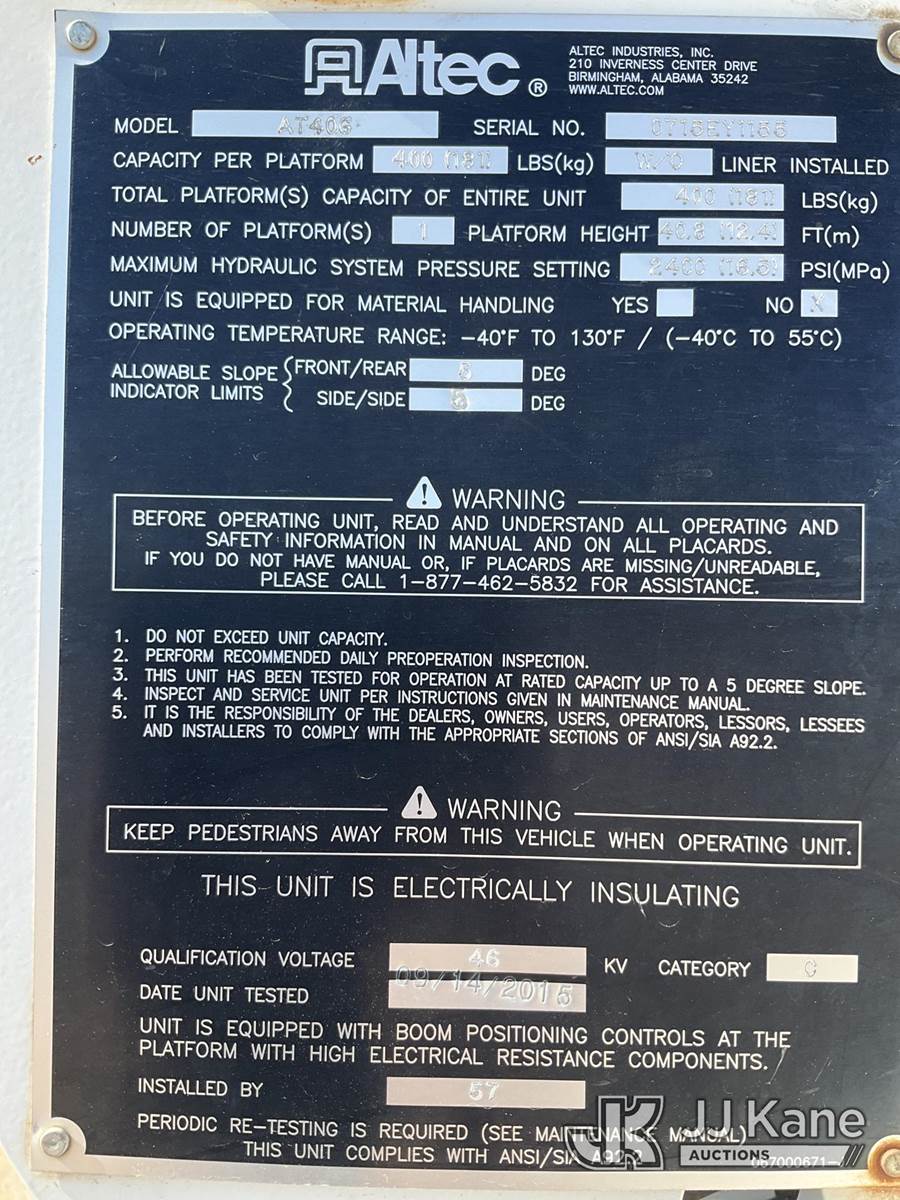 Altec ®
ALTEC INDUSTRIES, INC.
210 INVERNESS CENTER DRIVE
BIRMINGHAM, ALABAMA 35242
WWW.ALTEC.COM
MODEL SERIAL NO.
CAPACITY PER PLATFORM 400 (181) LBS(kg) W/O LINER INSTALLED
TOTAL PLATFORM(S) CAPACITY OF ENTIRE UNIT 400 (181) LBS(kg)
NUMBER OF PLATFORM(S) 1 PLATFORM HEIGHT 40.8 (12.4) FT(m)
MAXIMUM HYDRAULIC SYSTEM PRESSURE SETTING 2400 (16.5) PSI(MPa)
UNIT IS EQUIPPED FOR MATERIAL HANDLING YES NO X
OPERATING TEMPERATURE RANGE: -40°F TO 130°F / (-40°C TO 55°C)
ALLOWABLE SLOPE FRONT/REAR 5 DEG
INDICATOR LIMITS SIDE/SIDE 5 DEG
WARNING
BEFORE OPERATING UNIT, READ AND UNDERSTAND ALL OPERATING AND
SAFETY INFORMATION IN MANUAL AND ON ALL PLACARDS.
IF YOU DO NOT HAVE MANUAL OR, IF PLACARDS ARE MISSING/UNREADABLE,
PLEASE CALL 1-877-462-5832 FOR ASSISTANCE.
1. DO NOT EXCEED UNIT CAPACITY.
2. PERFORM RECOMMENDED DAILY PREOPERATION INSPECTION.
3. THIS UNIT HAS BEEN TESTED FOR OPERATION AT RATED CAPACITY UP TO A 5 DEGREE SLOPE.
4. INSPECT AND SERVICE UNIT PER INSTRUCTIONS GIVEN IN MAINTENANCE MANUAL.
5. IT IS THE RESPONSIBILITY OF THE DEALERS, OWNERS, USERS, OPERATORS, LESSORS, LESSEES
AND INSTALLERS TO COMPLY WITH THE APPROPRIATE SECTIONS OF ANSI/SIA A92.2.
WARNING
KEEP PEDESTRIANS AWAY FROM THIS VEHICLE WHEN OPERATING UNIT.
THIS UNIT IS ELECTRICALLY INSULATING
QUALIFICATION VOLTAGE 46 KV CATEGORY C
DATE UNIT TESTED 09/14/2015
UNIT IS EQUIPPED WITH BOOM POSITIONING CONTROLS AT THE
PLATFORM WITH HIGH ELECTRICAL RESISTANCE COMPONENTS.
INSTALLED BY 57
PERIODIC RE-TESTING IS REQUIRED (SEE MAINTENANCE MANUAL)
THIS UNIT COMPLIES WITH ANSI/SIA A92.2
JK JJ Kane
AUCTIONS